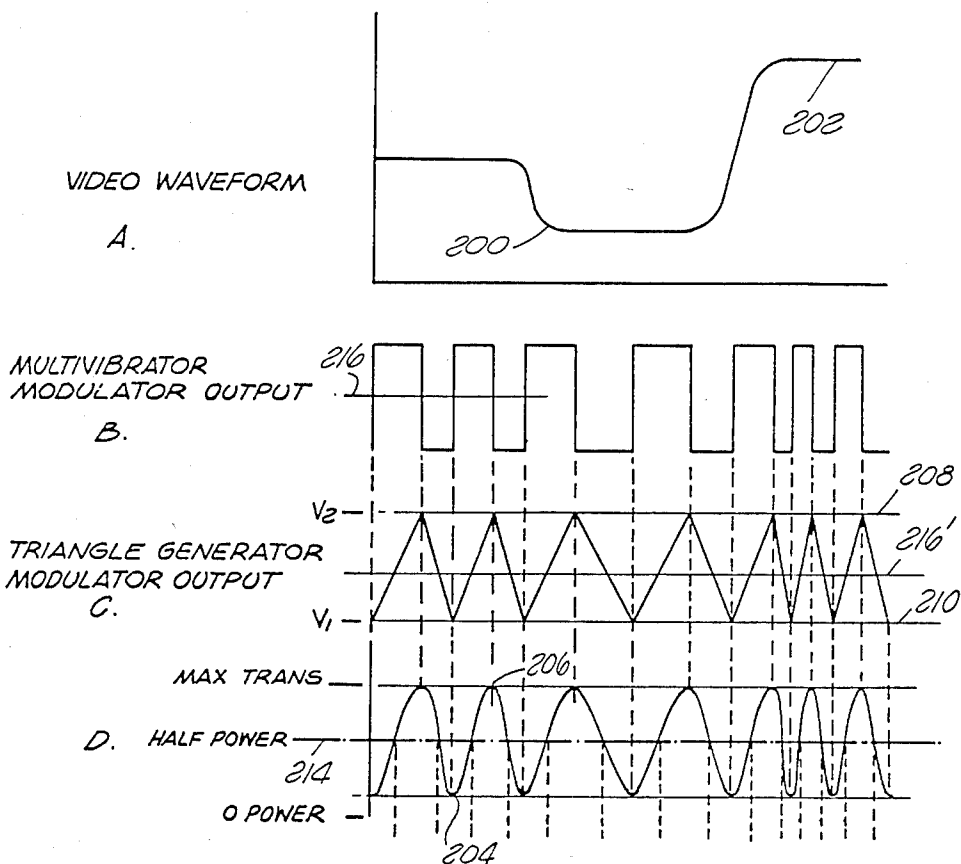 202
VIDEO WAVEFORM
A.
200
MULTIVIBRATOR
MODULATOR OUTPUT
B.
216
V2
208
TRIANGLE GENERATOR
MODULATOR OUTPUT
C.
216'
V1
210
MAX TRANS
206
D. HALF POWER
214
O POWER
204